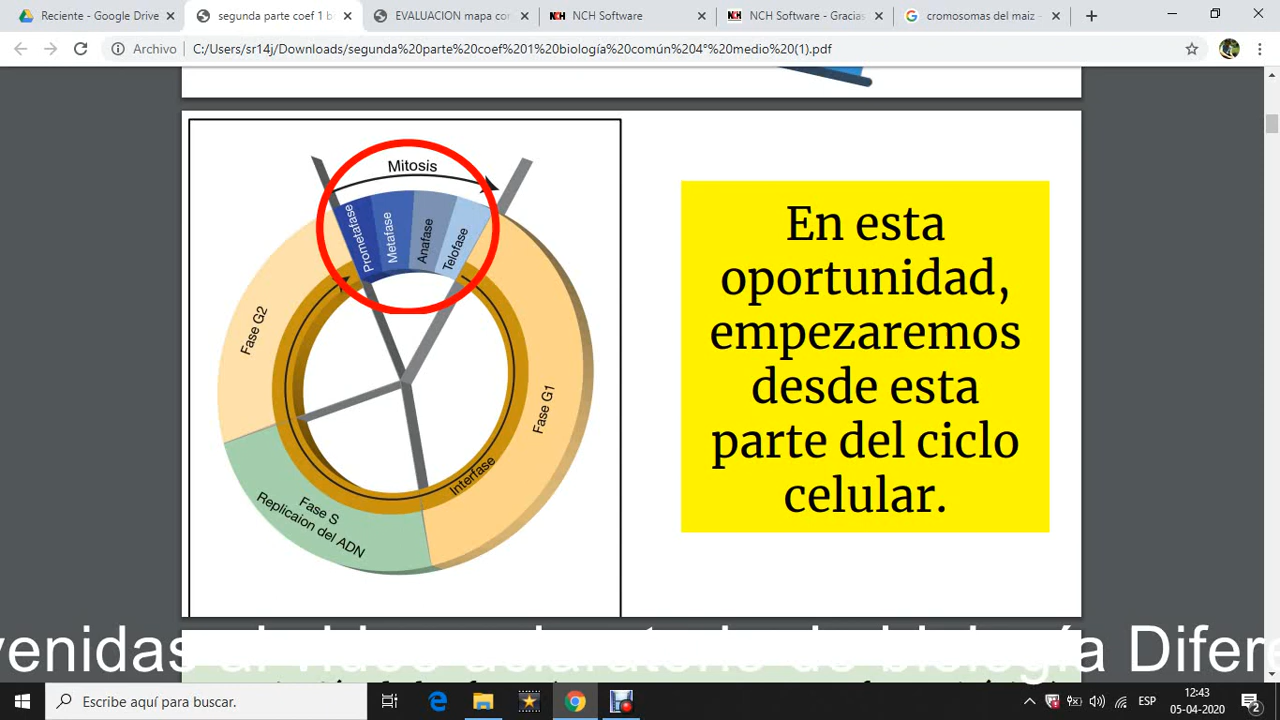 Reciente - Google Drive
segunda parte coef 1 b
EVALUACION mapa con
NCH Software
NCH Software - Gracias
cromosomas del maiz -
Archivo
C:/Users/sr14j/Downloads/segunda%20parte%20coef%201%20biología%20común%204°%20medio%20(1).pdf
Mitosis
Prometafase
Metafase
Anafase
Telofase
Fase G2
Fase G1
Interfase
Fase S
Replicaion del ADN
En esta
oportunidad,
empezaremos
desde esta
parte del ciclo
celular.
Escribe aquí para buscar.
ESP
12:43
05-04-2020
2